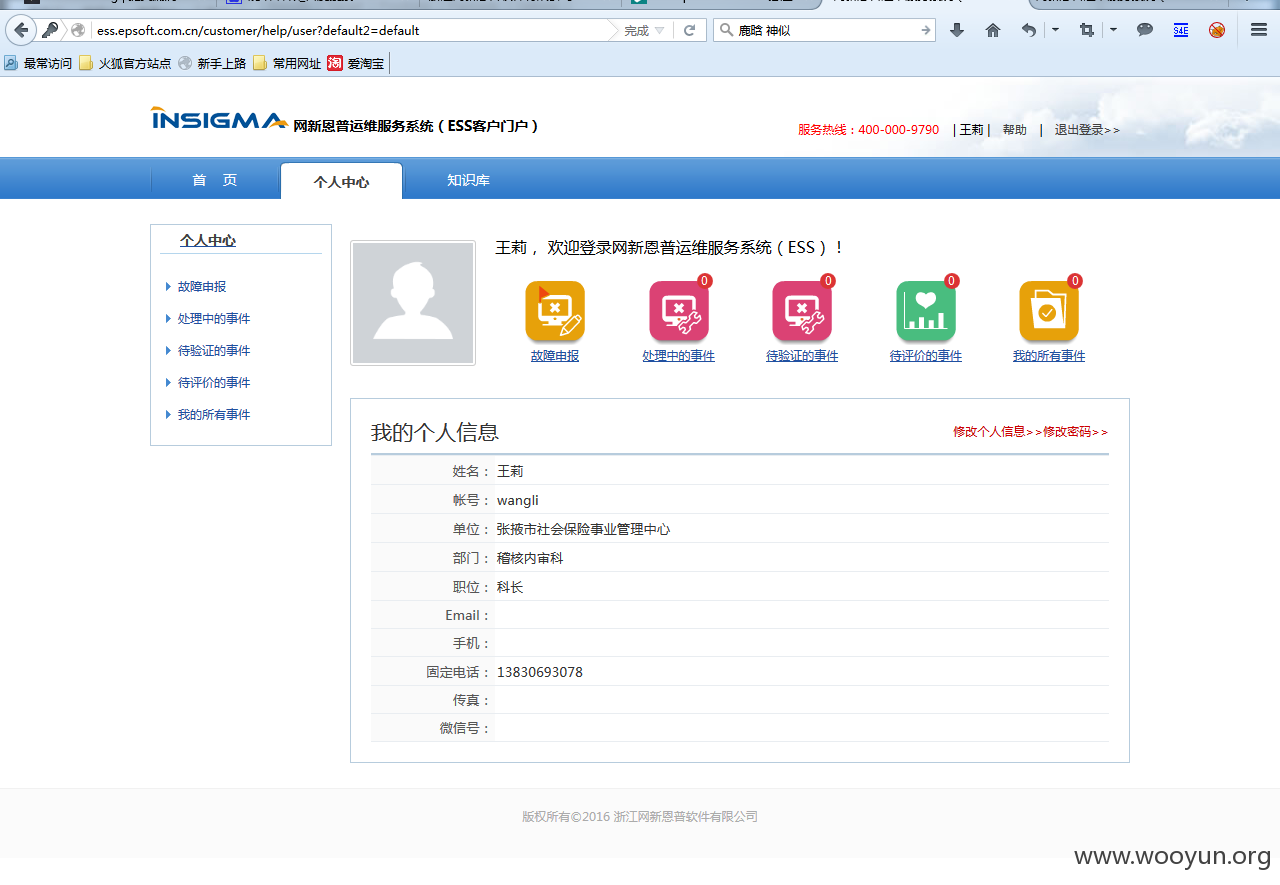 ess.epsoft.com.cn/customer/help/user?default2=default
完成
鹿晗 神似
S4E
最常访问 火狐官方站点 新手上路 常用网址 淘 爱淘宝
INSIGMA 网新恩普运维服务系统（ESS客户门户）
服务热线：400-000-9790 | 王莉 | 帮助 | 退出登录>>
首 页 个人中心 知识库
个人中心
故障申报
处理中的事件
待验证的事件
待评价的事件
我的所有事件
王莉， 欢迎登录网新恩普运维服务系统（ESS）！
0 0 0 0
故障申报 处理中的事件 待验证的事件 待评价的事件 我的所有事件
我的个人信息 修改个人信息>>修改密码>>
姓名： 王莉
帐号： wangli
单位： 张掖市社会保险事业管理中心
部门： 稽核内审科
职位： 科长
Email：
手机：
固定电话： 13830693078
传真：
微信号：
版权所有©2016 浙江网新恩普软件有限公司
www.wooyun.org